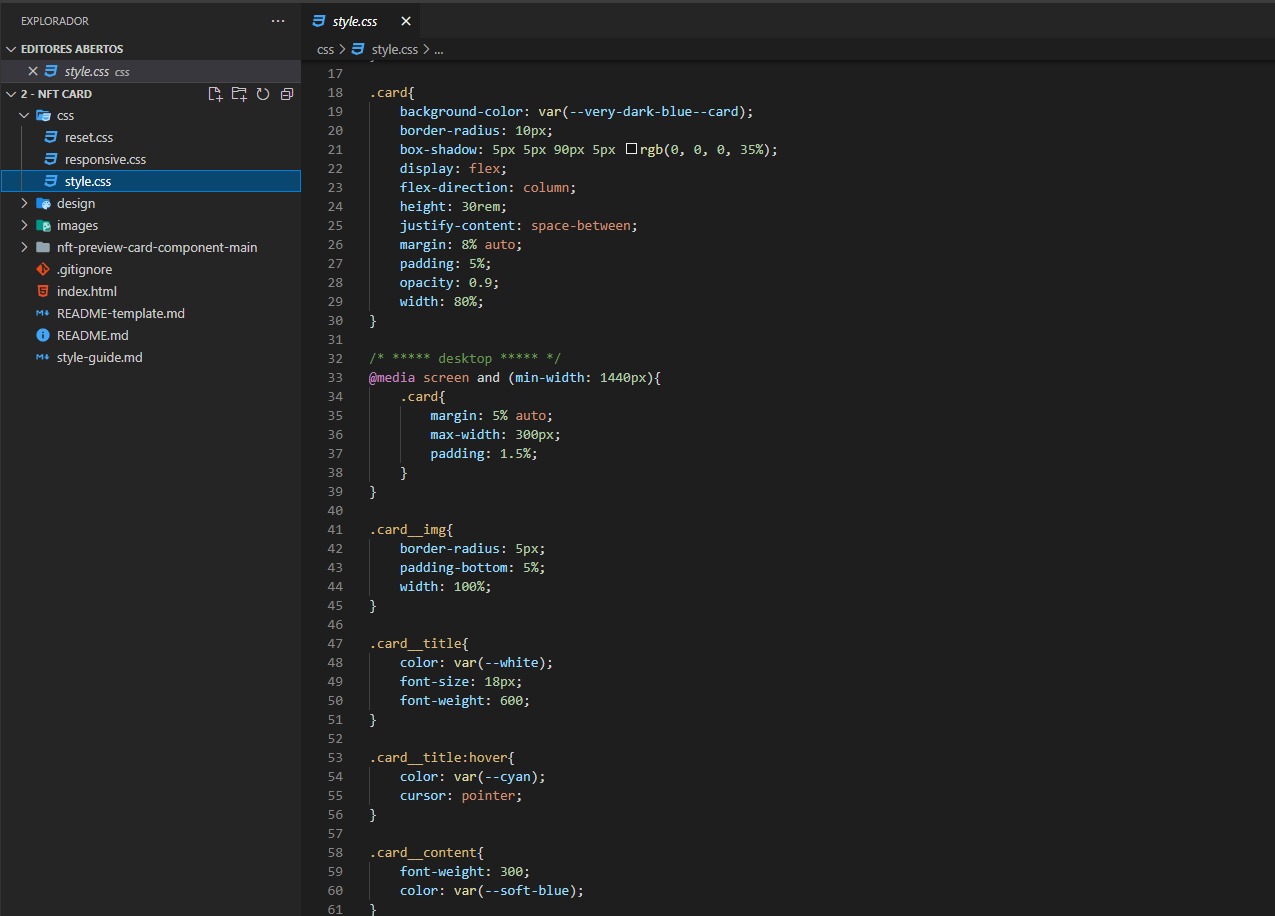 EXPLORADOR
...
EDITORES ABERTOS
style.css css
2 - NFT CARD
css
reset.css
responsive.css
style.css
design
images
nft-preview-card-component-main
.gitignore
index.html
README-template.md
README.md
style-guide.md
style.css
css > style.css > ...
17
18 .card{
19 background-color: var(--very-dark-blue--card);
20 border-radius: 10px;
21 box-shadow: 5px 5px 90px 5px rgb(0, 0, 0, 35%);
22 display: flex;
23 flex-direction: column;
24 height: 30rem;
25 justify-content: space-between;
26 margin: 8% auto;
27 padding: 5%;
28 opacity: 0.9;
29 width: 80%;
30 }
31
32 /* ***** desktop ***** */
33 @media screen and (min-width: 1440px){
34 .card{
35 margin: 5% auto;
36 max-width: 300px;
37 padding: 1.5%;
38 }
39 }
40
41 .card__img{
42 border-radius: 5px;
43 padding-bottom: 5%;
44 width: 100%;
45 }
46
47 .card__title{
48 color: var(--white);
49 font-size: 18px;
50 font-weight: 600;
51 }
52
53 .card__title:hover{
54 color: var(--cyan);
55 cursor: pointer;
56 }
57
58 .card__content{
59 font-weight: 300;
60 color: var(--soft-blue);
61 }